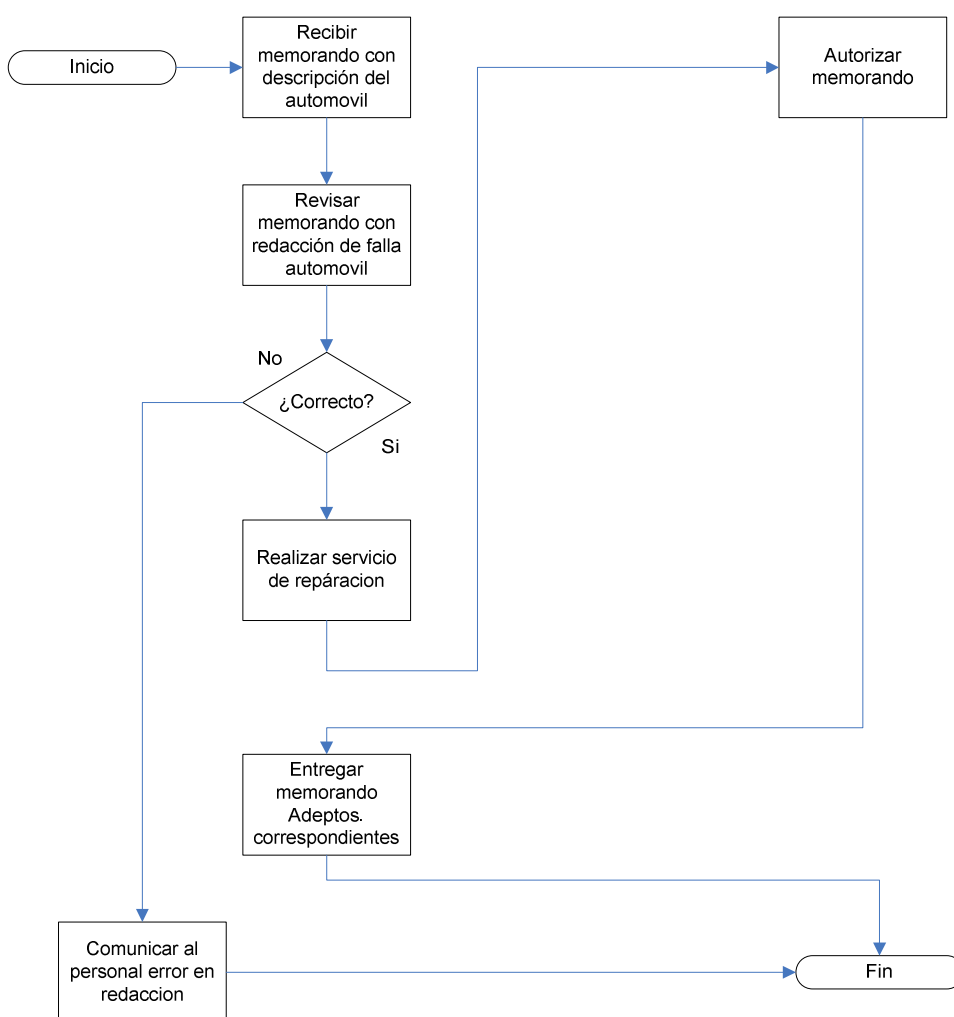 Inicio
Recibir
memorando con
descripción del
automovil
Autorizar
memorando
Revisar
memorando con
redacción de falla
automovil
No
¿Correcto?
Si
Realizar servicio
de repáracion
Entregar
memorando
Adeptos.
correspondientes
Comunicar al
personal error en
redaccion
Fin